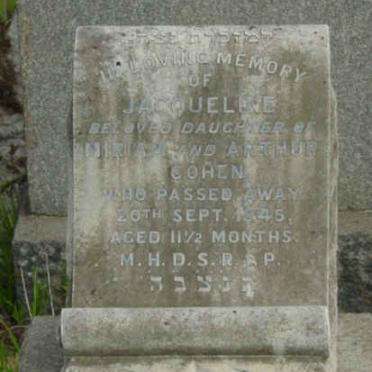 IN LOVING MEMORY
OF
JACQUELINE
BELOVED DAUGHTER OF
MIRIAM AND ARTHUR
COHEN
WHO PASSED AWAY
20TH SEPT. 1945,
AGED 11½ MONTHS.
M.H.D.S.R.A.P.
תנצבה